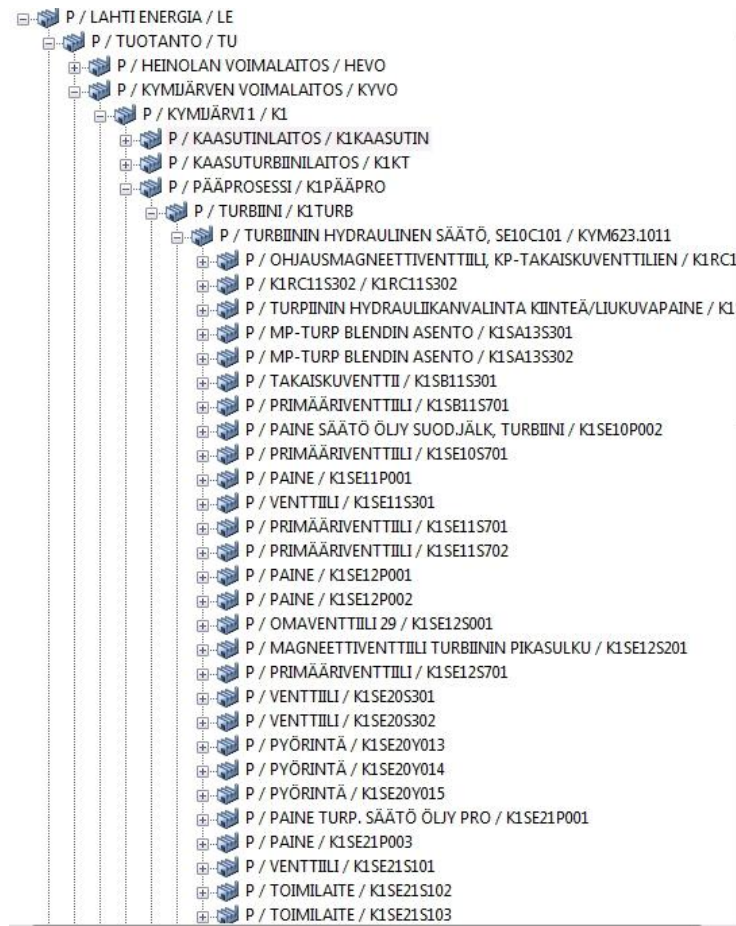 P / LAHTI ENERGIA / LE
P / TUOTANTO / TU
P / HEINOLAN VOIMALAITOS / HEVO
P / KYMIJÄRVEN VOIMALAITOS / KYVO
P / KYMIJÄRVI 1 / K1
P / KAASUTINLAITOS / K1KAASUTIN
P / KAASUTURBIINILAITOS / K1KT
P / PÄÄPROSESSI / K1PÄÄPRO
P / TURBIINI / K1TURB
P / TURBIININ HYDRAULINEN SÄÄTÖ, SE10C101 / KYM623.1011
P / OHJAUSMAGNEETTIVENTTIILI, KP-TAKAISKUVENTTILIEN / K1RC1
P / K1RC11S302 / K1RC11S302
P / TURPIININ HYDRAULIIKANVALINTA KIINTEÄ/LIUKUVAPAINE / K1
P / MP-TURP BLENDIN ASENTO / K1SA13S301
P / MP-TURP BLENDIN ASENTO / K1SA13S302
P / TAKAISKUVENTTII / K1SB11S301
P / PRIMÄÄRIVENTTIILI / K1SB11S701
P / PAINE SÄÄTÖ ÖLJY SUOD.JÄLK, TURBIINI / K1SE10P002
P / PRIMÄÄRIVENTTIILI / K1SE10S701
P / PAINE / K1SE11P001
P / VENTTIILI / K1SE11S301
P / PRIMÄÄRIVENTTIILI / K1SE11S701
P / PRIMÄÄRIVENTTIILI / K1SE11S702
P / PAINE / K1SE12P001
P / PAINE / K1SE12P002
P / OMAVENTTIILI 29 / K1SE12S001
P / MAGNEETTIVENTTIILI TURBIININ PIKASULKU / K1SE12S201
P / PRIMÄÄRIVENTTIILI / K1SE12S701
P / VENTTIILI / K1SE20S301
P / VENTTIILI / K1SE20S302
P / PYÖRINTÄ / K1SE20Y013
P / PYÖRINTÄ / K1SE20Y014
P / PYÖRINTÄ / K1SE20Y015
P / PAINE TURP. SÄÄTÖ ÖLJY PRO / K1SE21P001
P / PAINE / K1SE21P003
P / VENTTIILI / K1SE21S101
P / TOIMILAITE / K1SE21S102
P / TOIMILAITE / K1SE21S103